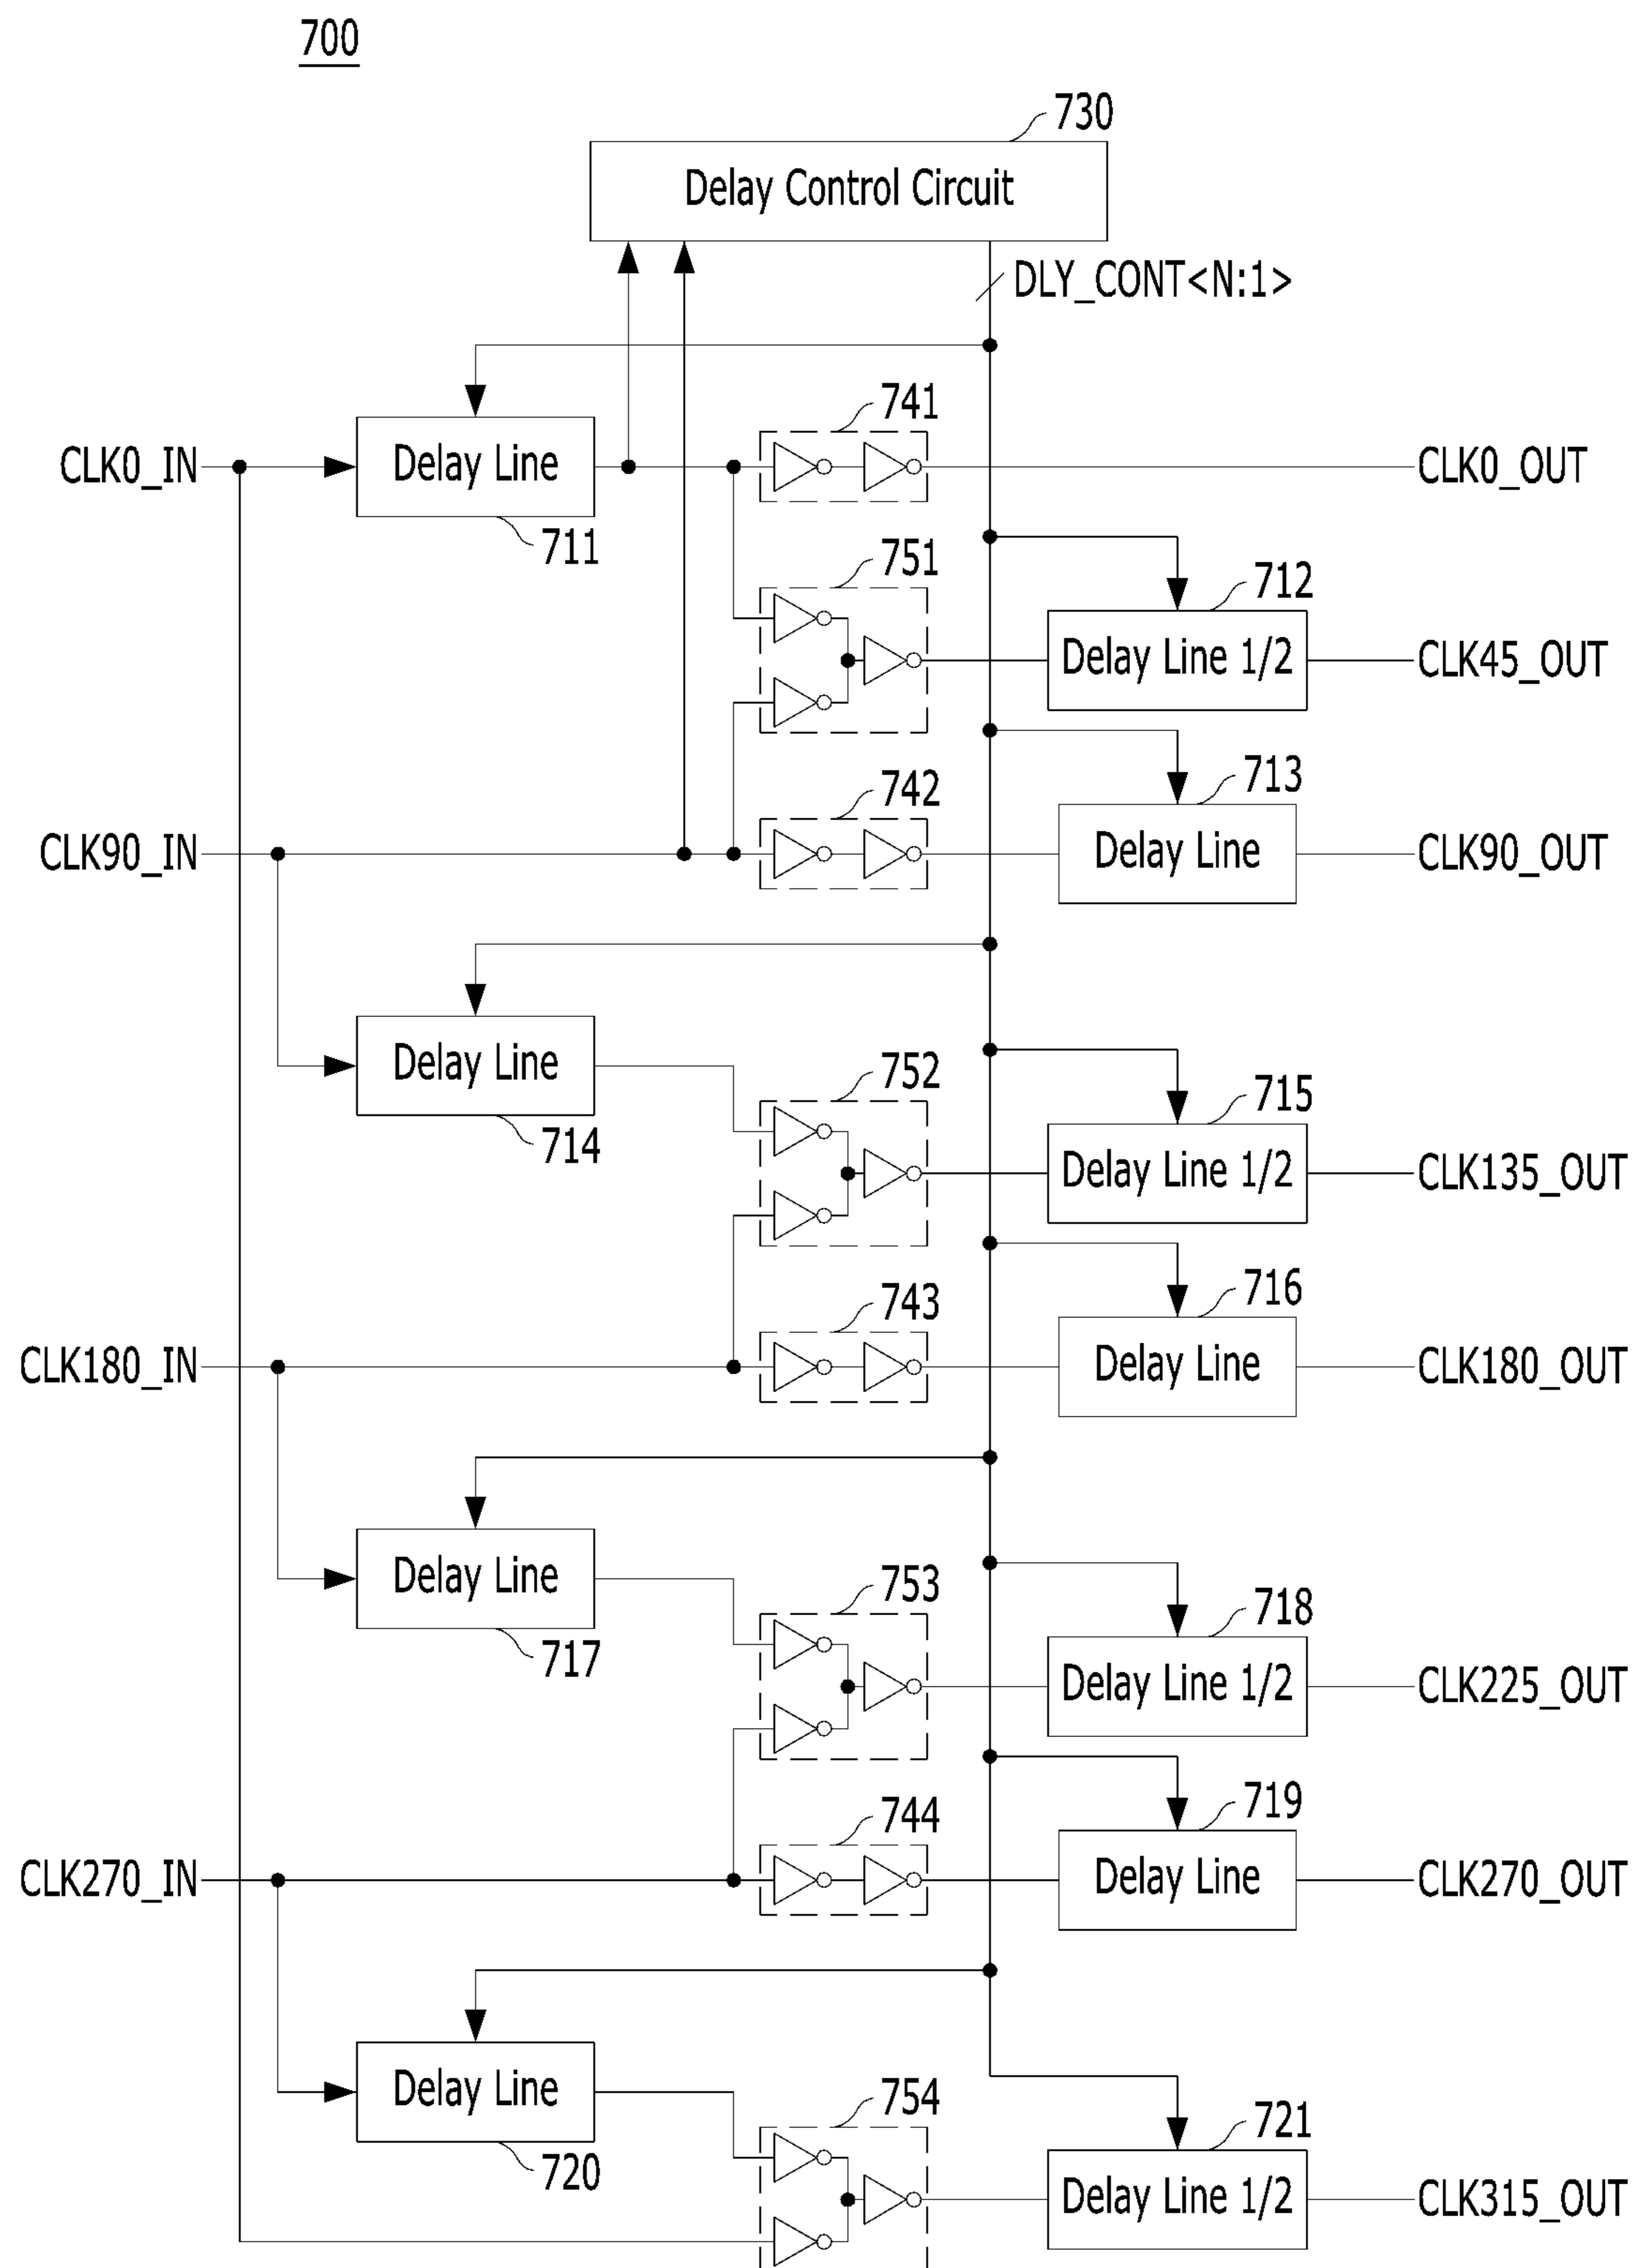 700
730
Delay Control Circuit
DLY_CONT<N:1>
741
CLK0_IN
Delay Line
CLK0_OUT
711
751
712
Delay Line 1/2
CLK45_OUT
742
713
CLK90_IN
Delay Line
CLK90_OUT
Delay Line
714
752
715
Delay Line 1/2
CLK135_OUT
743
716
CLK180_IN
Delay Line
CLK180_OUT
Delay Line
717
753
718
Delay Line 1/2
CLK225_OUT
744
719
CLK270_IN
Delay Line
CLK270_OUT
Delay Line
720
754
721
Delay Line 1/2
CLK315_OUT